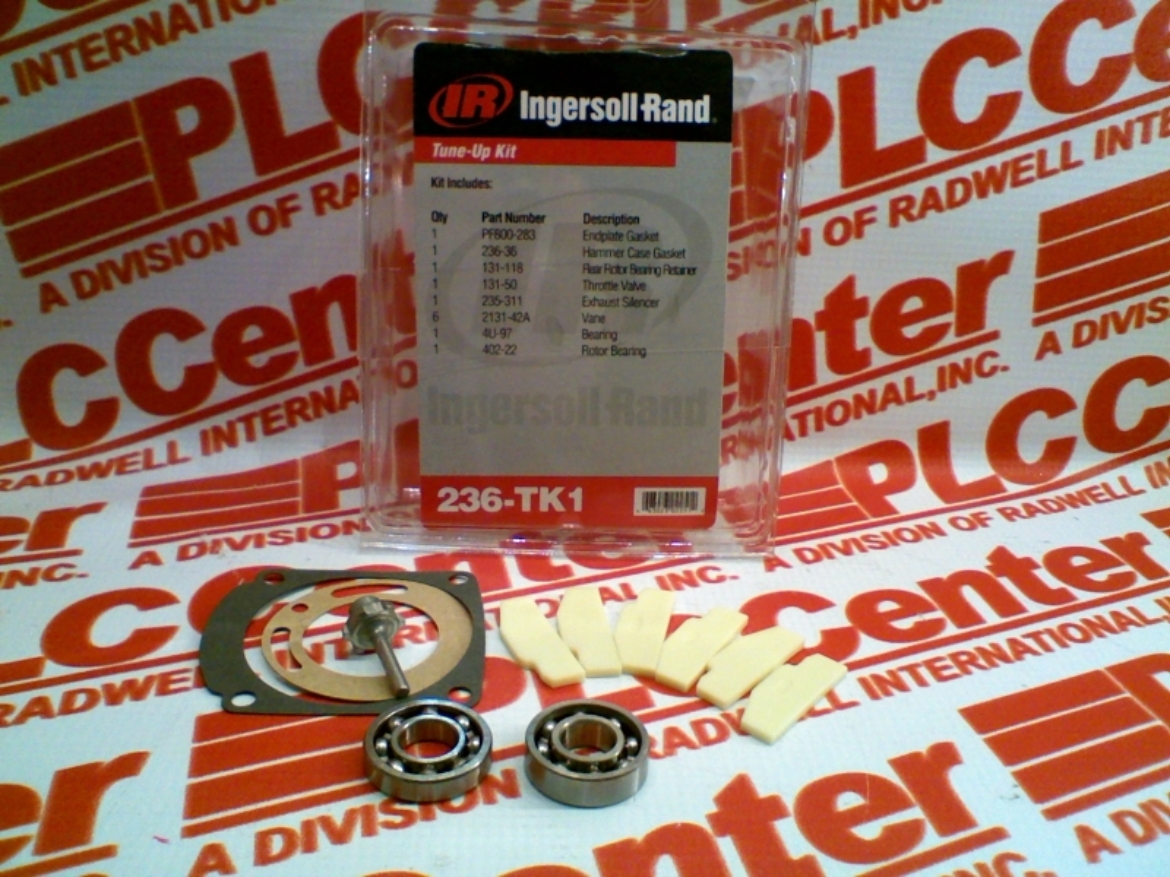 IR Ingersoll-Rand
Tune-Up Kit
Kit Includes:
Qty Part Number Description
1 PF800-283 Endplate Gasket
1 236-36 Hammer Case Gasket
1 131-118 Rear Rotor Bearing Retainer
1 131-50 Throttle Valve
1 235-311 Exhaust Silencer
6 2131-42A Vane
1 4U-97 Bearing
1 402-22 Rotor Bearing
Ingersoll-Rand
236-TK1
PLCCenter
A DIVISION OF RADWELL INTERNATIONAL, INC.